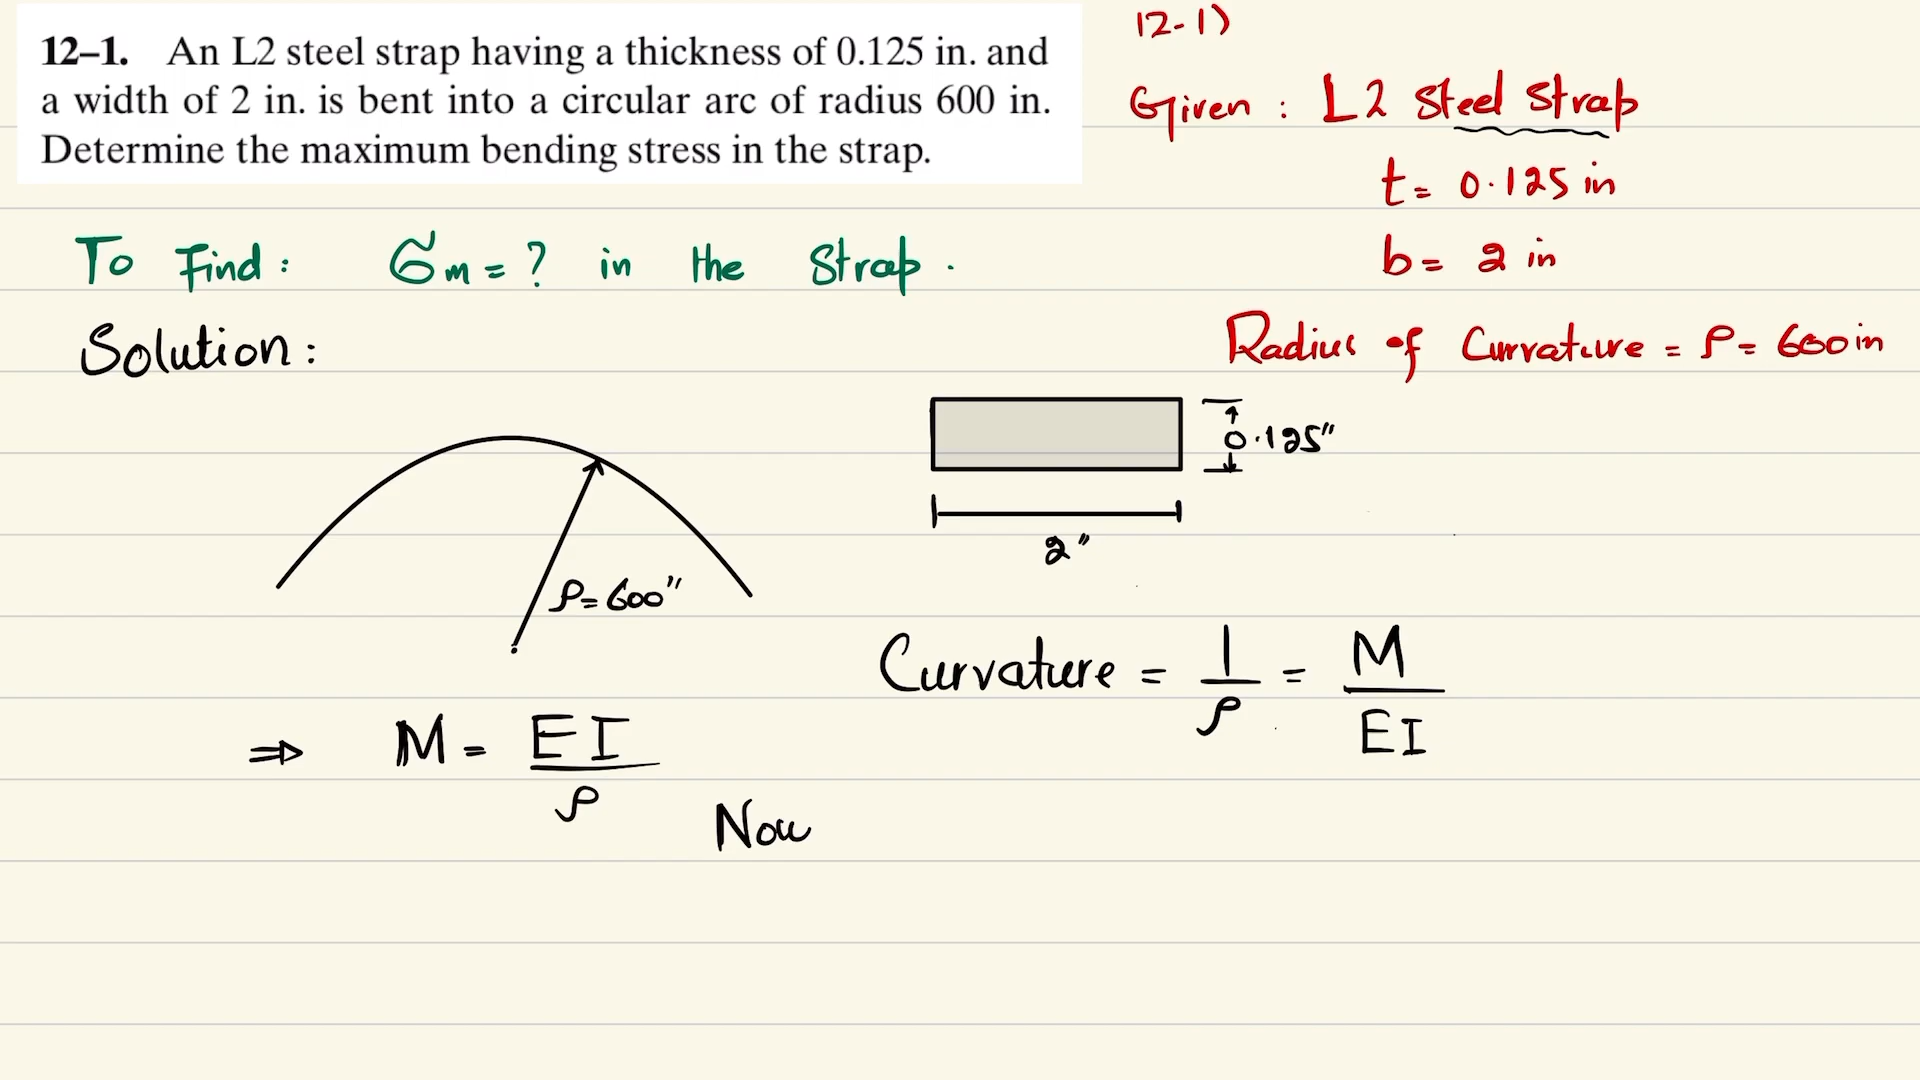 12–1. An L2 steel strap having a thickness of 0.125 in. and
a width of 2 in. is bent into a circular arc of radius 600 in.
Determine the maximum bending stress in the strap.
12-1)
Given : L2 Steel Strap
t = 0.125 in
b = 2 in
Radius of Curvature = ρ = 600 in
To Find : σm = ? in the Strap .
Solution :
0.125"
2"
ρ = 600"
Curvature = 1/ρ = M/EI
⇒ M = EI/ρ
Now